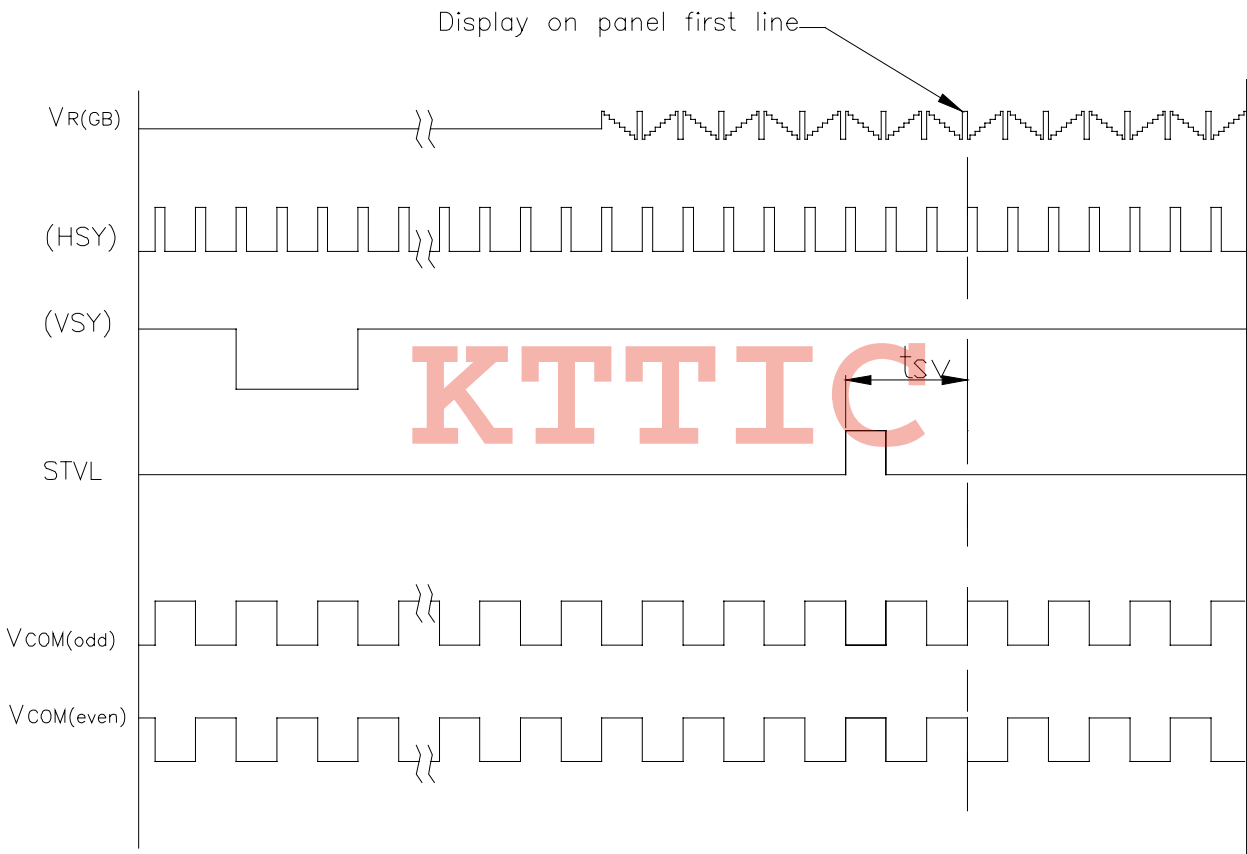 Display on panel first line
VR(GB)
(HSY)
(VSY)
KTTIC
tsv
STVL
VCOM(odd)
VCOM(even)